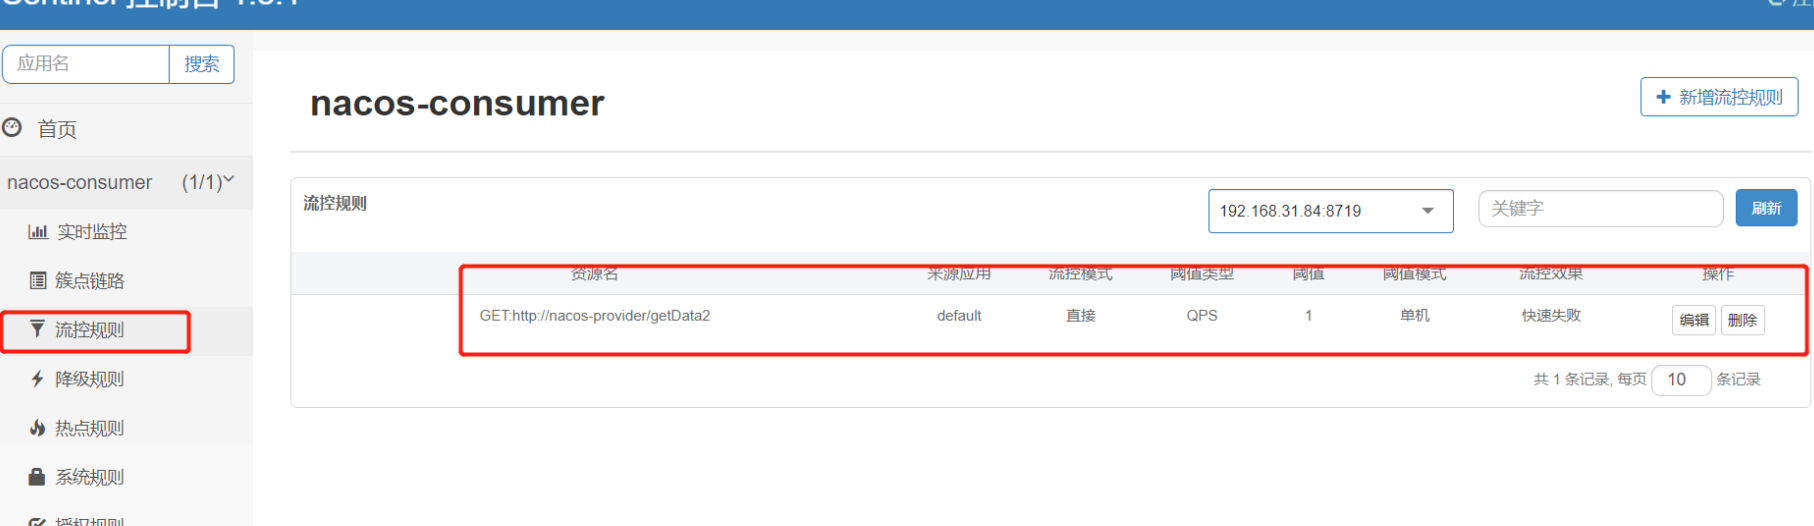 应用名 搜索
首页
nacos-consumer (1/1)
实时监控
簇点链路
流控规则
降级规则
热点规则
系统规则
nacos-consumer
新增流控规则
流控规则 192.168.31.84:8719 关键字 刷新
资源名 来源应用 流控模式 阈值类型 阈值 阈值模式 流控效果 操作
GET:http://nacos-provider/getData2 default 直接 QPS 1 单机 快速失败 编辑 删除
共 1 条记录, 每页 10 条记录